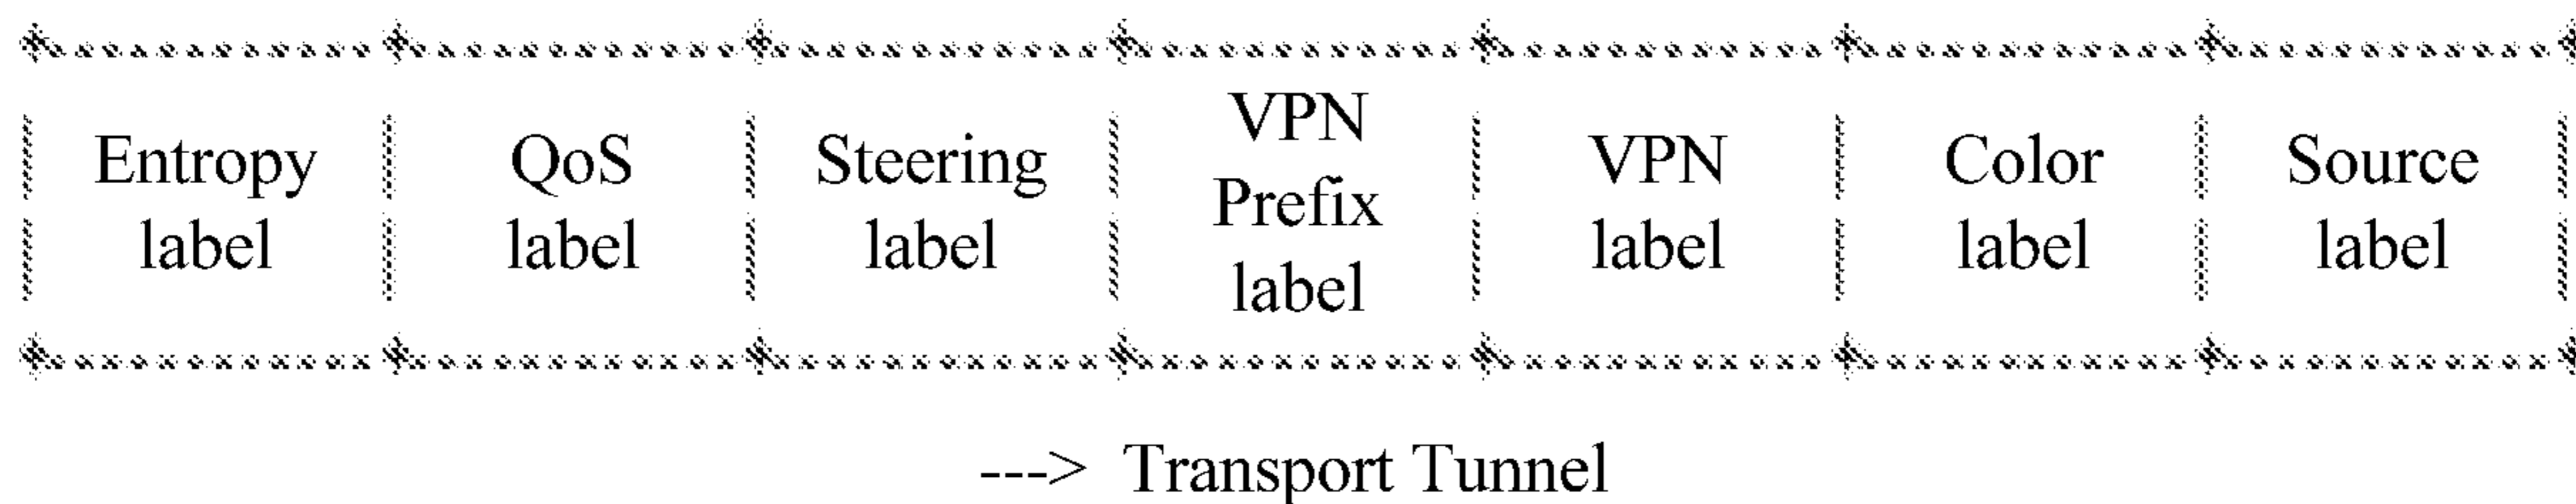 Entropy
label
QoS
label
Steering
label
VPN
Prefix
label
VPN
label
Color
label
Source
label
---> Transport Tunnel